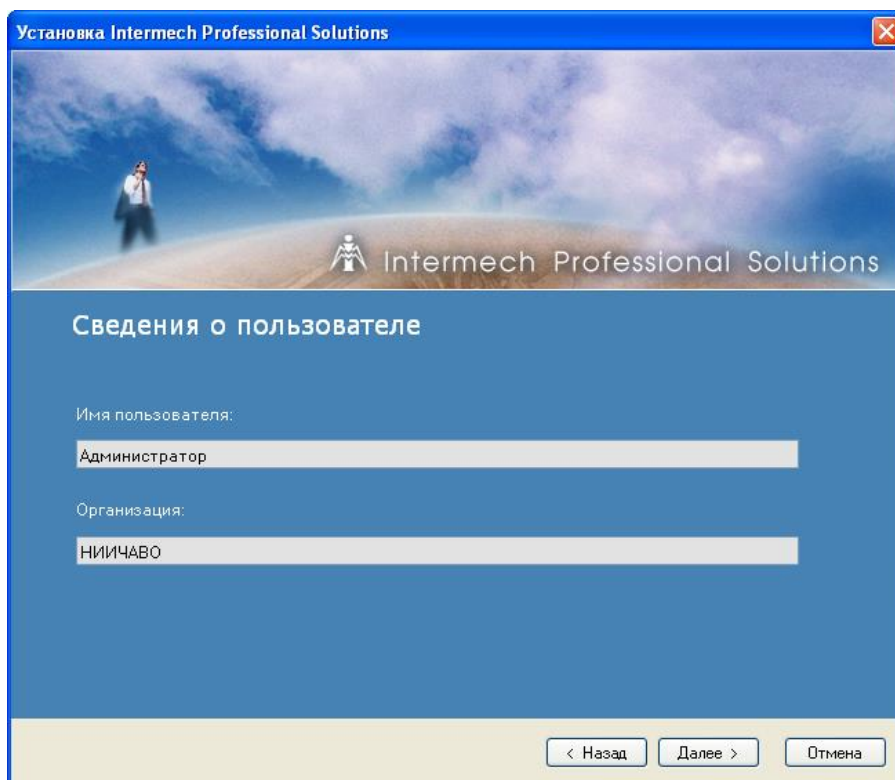 Установка Intermech Professional Solutions
Intermech Professional Solutions
Сведения о пользователе
Имя пользователя:
Администратор
Организация:
НИИЧАВО
< Назад
Далее >
Отмена